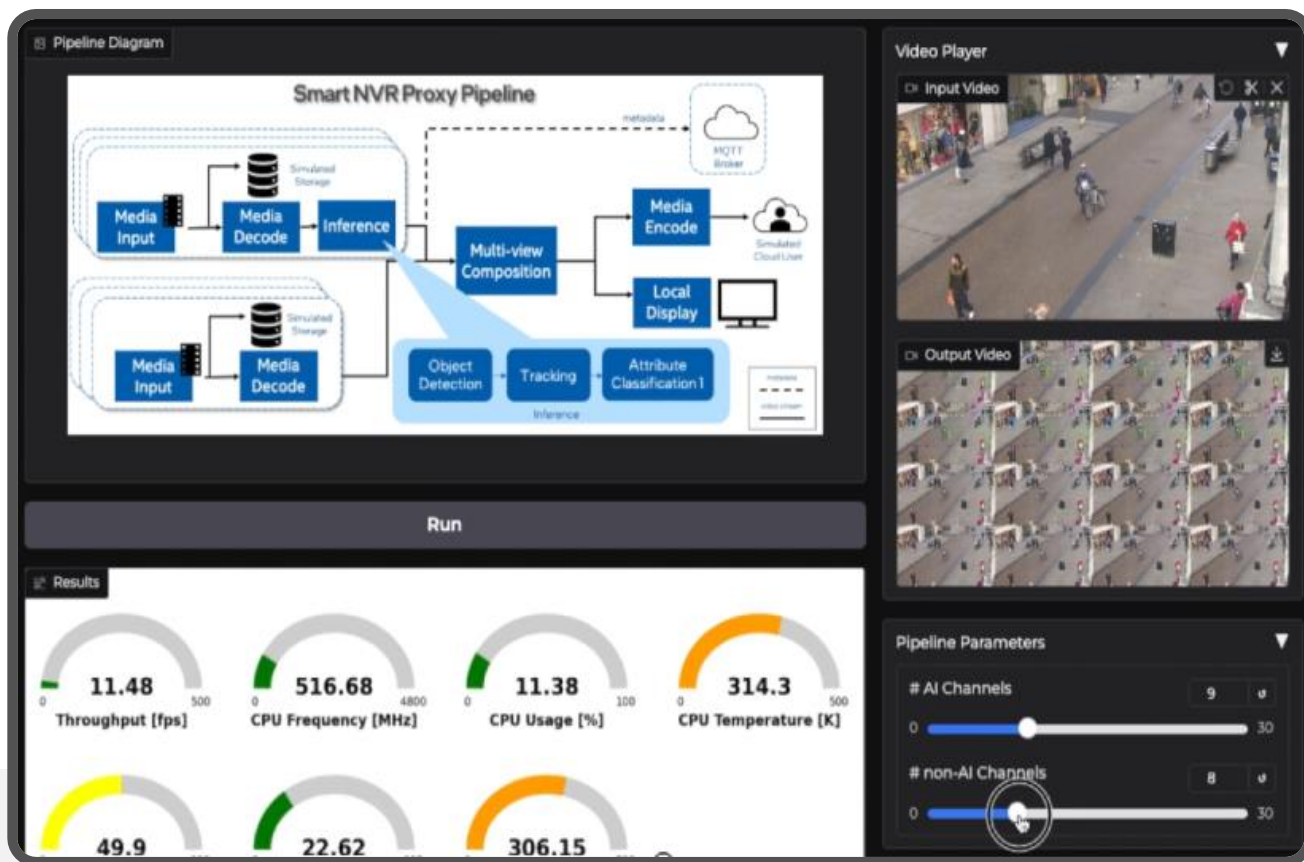 Pipeline Diagram
Smart NVR Proxy Pipeline
metadata
MQTT
Broker
Simulated
Storage
Media
Input
Media
Decode
Inference
Multi-view
Composition
Media
Encode
Simulated
Cloud User
Local
Display
Simulated
Storage
Media
Input
Media
Decode
Object
Detection
Tracking
Attribute
Classification 1
Inference
metadata
video stream
Run
Results
11.48
0 500
Throughput [fps]
516.68
0 4800
CPU Frequency [MHz]
11.38
0 100
CPU Usage [%]
314.3
0 500
CPU Temperature [K]
49.9
22.62
306.15
Video Player
Input Video
Output Video
Pipeline Parameters
# AI Channels
9
0 30
# non-AI Channels
8
0 30